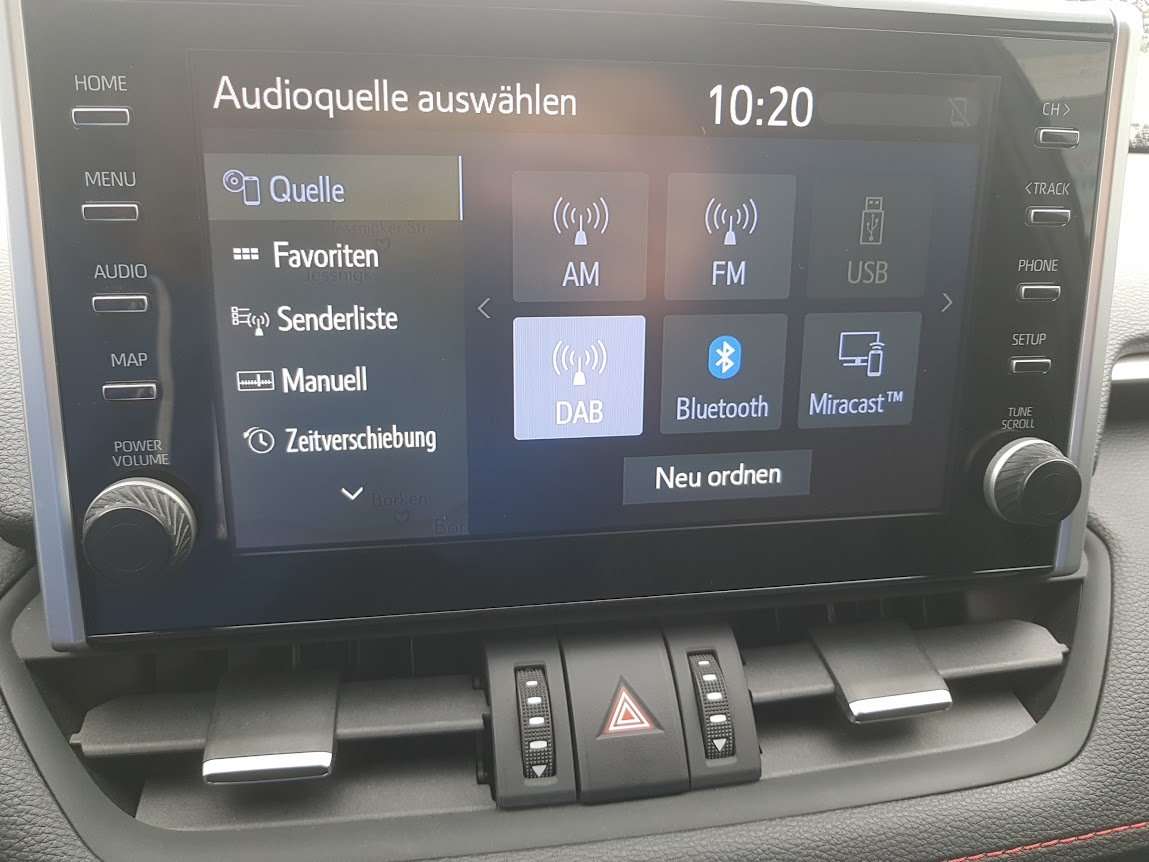 HOME
MENU
AUDIO
MAP
POWER
VOLUME
Audioquelle auswählen
10:20
Quelle
Favoriten
Senderliste
Manuell
Zeitverschiebung
Borken
AM
FM
USB
DAB
Bluetooth
Miracast™
Neu ordnen
CH >
< TRACK
PHONE
SETUP
TUNE
SCROLL